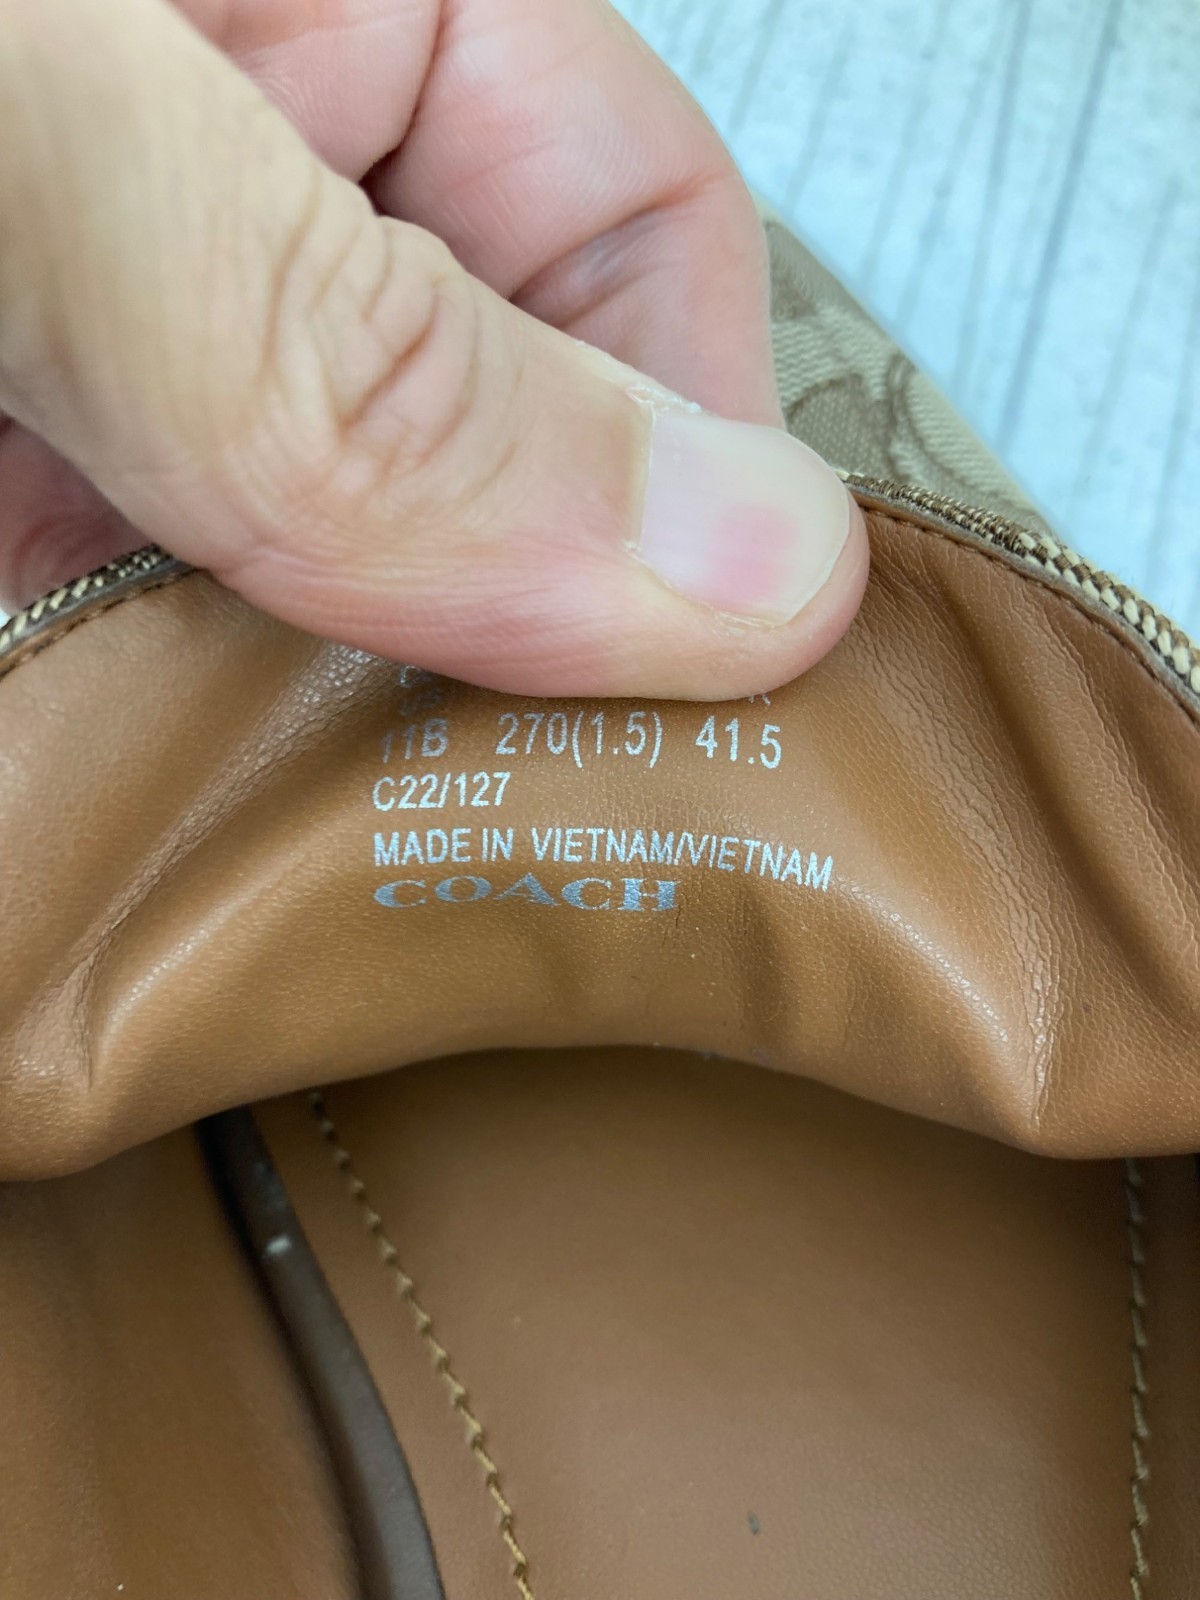 11B 270(1.5) 41.5
C22/127
MADE IN VIETNAM/VIETNAM
COACH